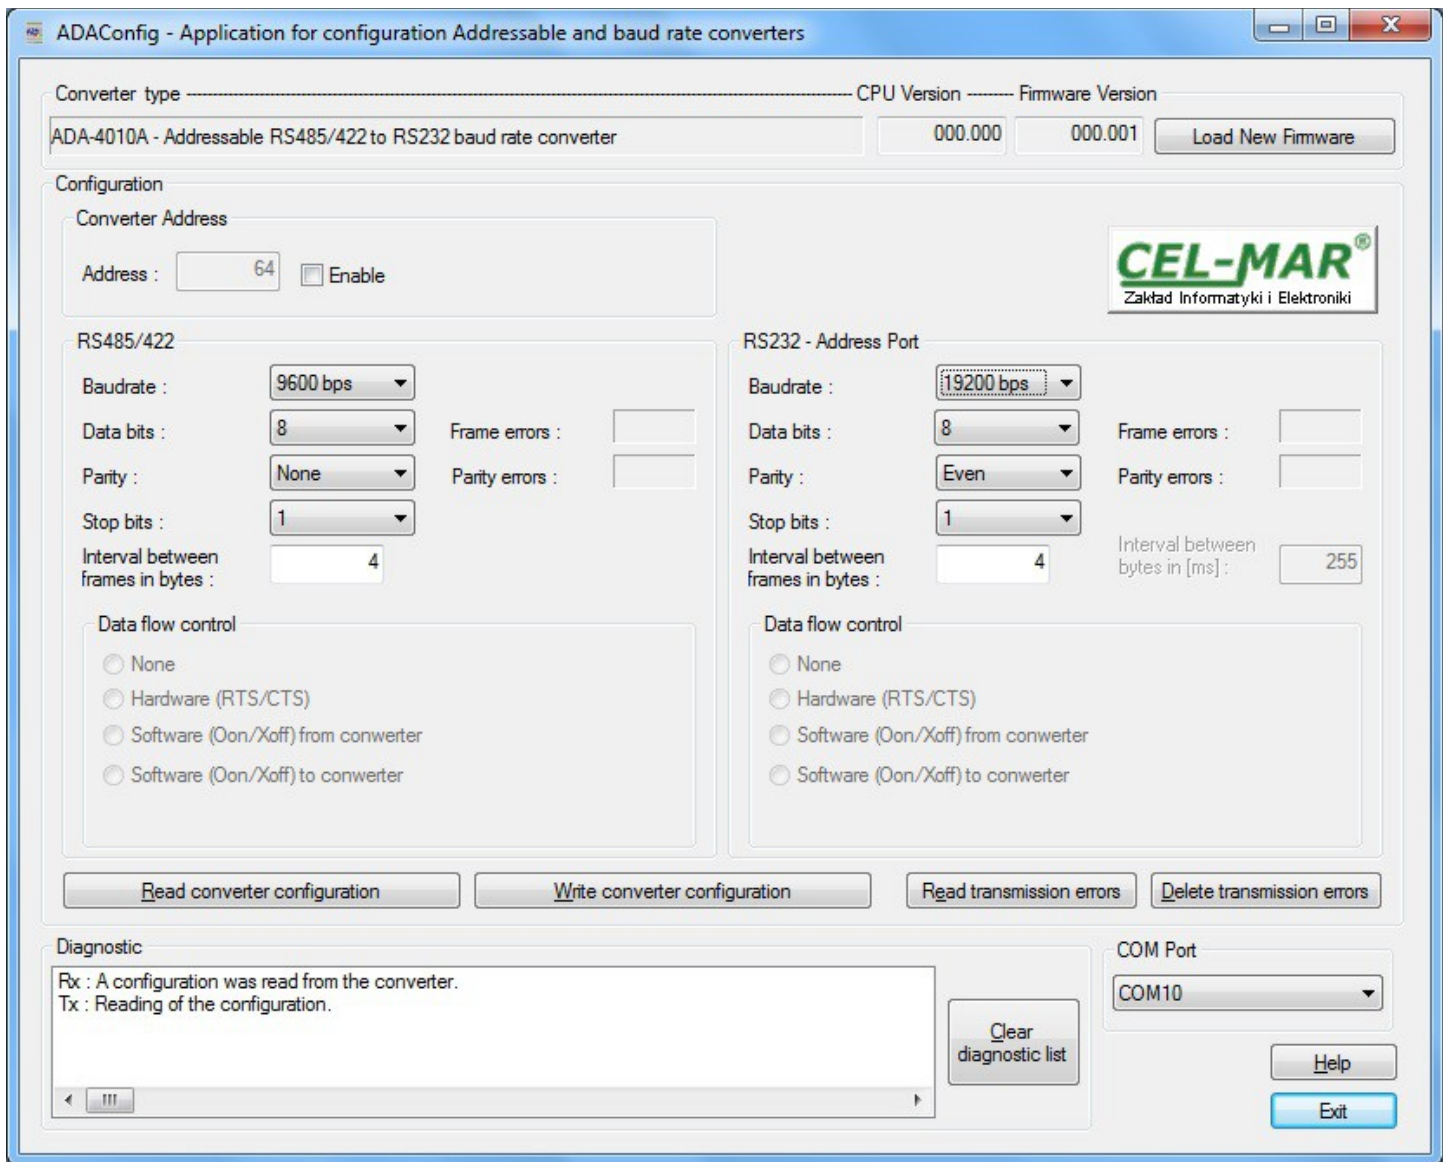 ADAConfig - Application for configuration Addressable and baud rate converters
Converter type CPU Version Firmware Version
ADA-4010A - Addressable RS485/422 to RS232 baud rate converter 000.000 000.001 Load New Firmware
Configuration
Converter Address
Address : 64 Enable
CEL-MAR®
Zakład Informatyki i Elektroniki
RS485/422
Baudrate : 9600 bps
Data bits : 8 Frame errors :
Parity : None Parity errors :
Stop bits : 1
Interval between
frames in bytes : 4
Data flow control
None
Hardware (RTS/CTS)
Software (Oon/Xoff) from conwerter
Software (Oon/Xoff) to conwerter
RS232 - Address Port
Baudrate : 19200 bps
Data bits : 8 Frame errors :
Parity : Even Parity errors :
Stop bits : 1
Interval between
frames in bytes : 4
Interval between
bytes in [ms] : 255
Data flow control
None
Hardware (RTS/CTS)
Software (Oon/Xoff) from conwerter
Software (Oon/Xoff) to conwerter
Read converter configuration Write converter configuration Read transmission errors Delete transmission errors
Diagnostic
Rx : A configuration was read from the converter.
Tx : Reading of the configuration.
Clear
diagnostic list
COM Port
COM10
Help
Exit